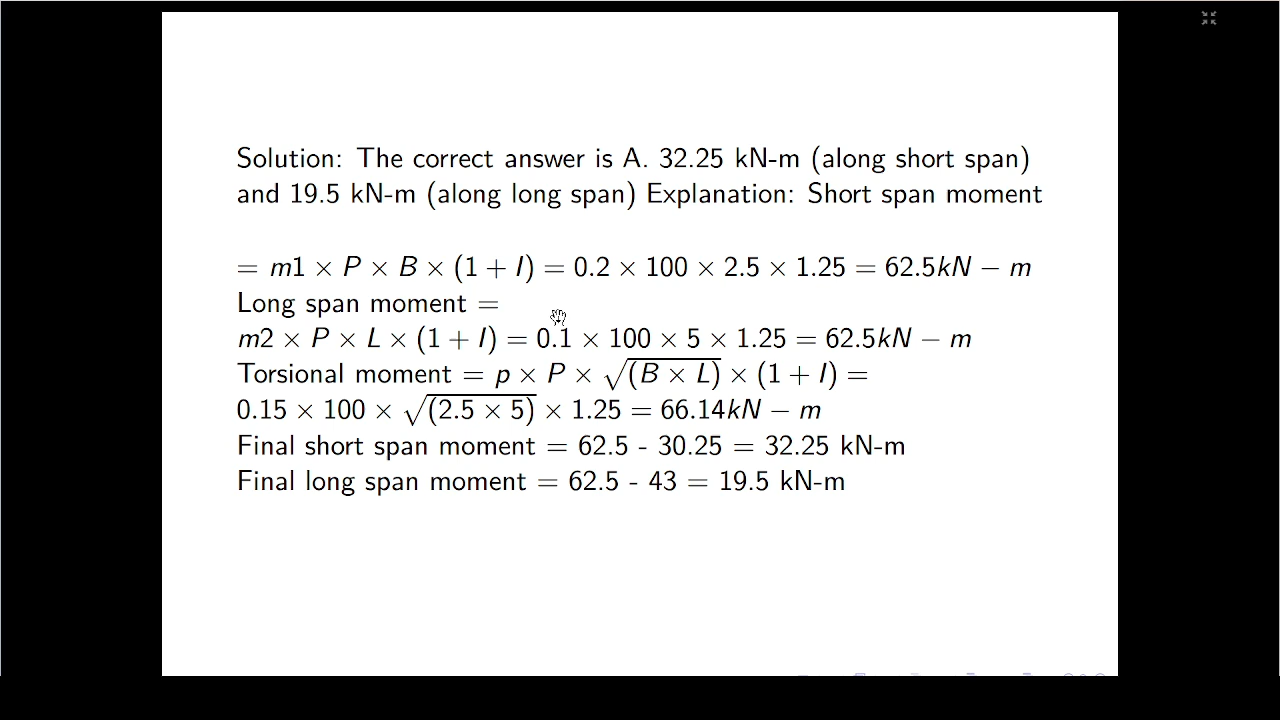 Solution: The correct answer is A. 32.25 kN-m (along short span)
and 19.5 kN-m (along long span) Explanation: Short span moment
= m1 × P × B × (1 + I) = 0.2 × 100 × 2.5 × 1.25 = 62.5kN − m
Long span moment =
m2 × P × L × (1 + I) = 0.1 × 100 × 5 × 1.25 = 62.5kN − m
Torsional moment = p × P × √(B × L) × (1 + I) =
0.15 × 100 × √(2.5 × 5) × 1.25 = 66.14kN − m
Final short span moment = 62.5 - 30.25 = 32.25 kN-m
Final long span moment = 62.5 - 43 = 19.5 kN-m